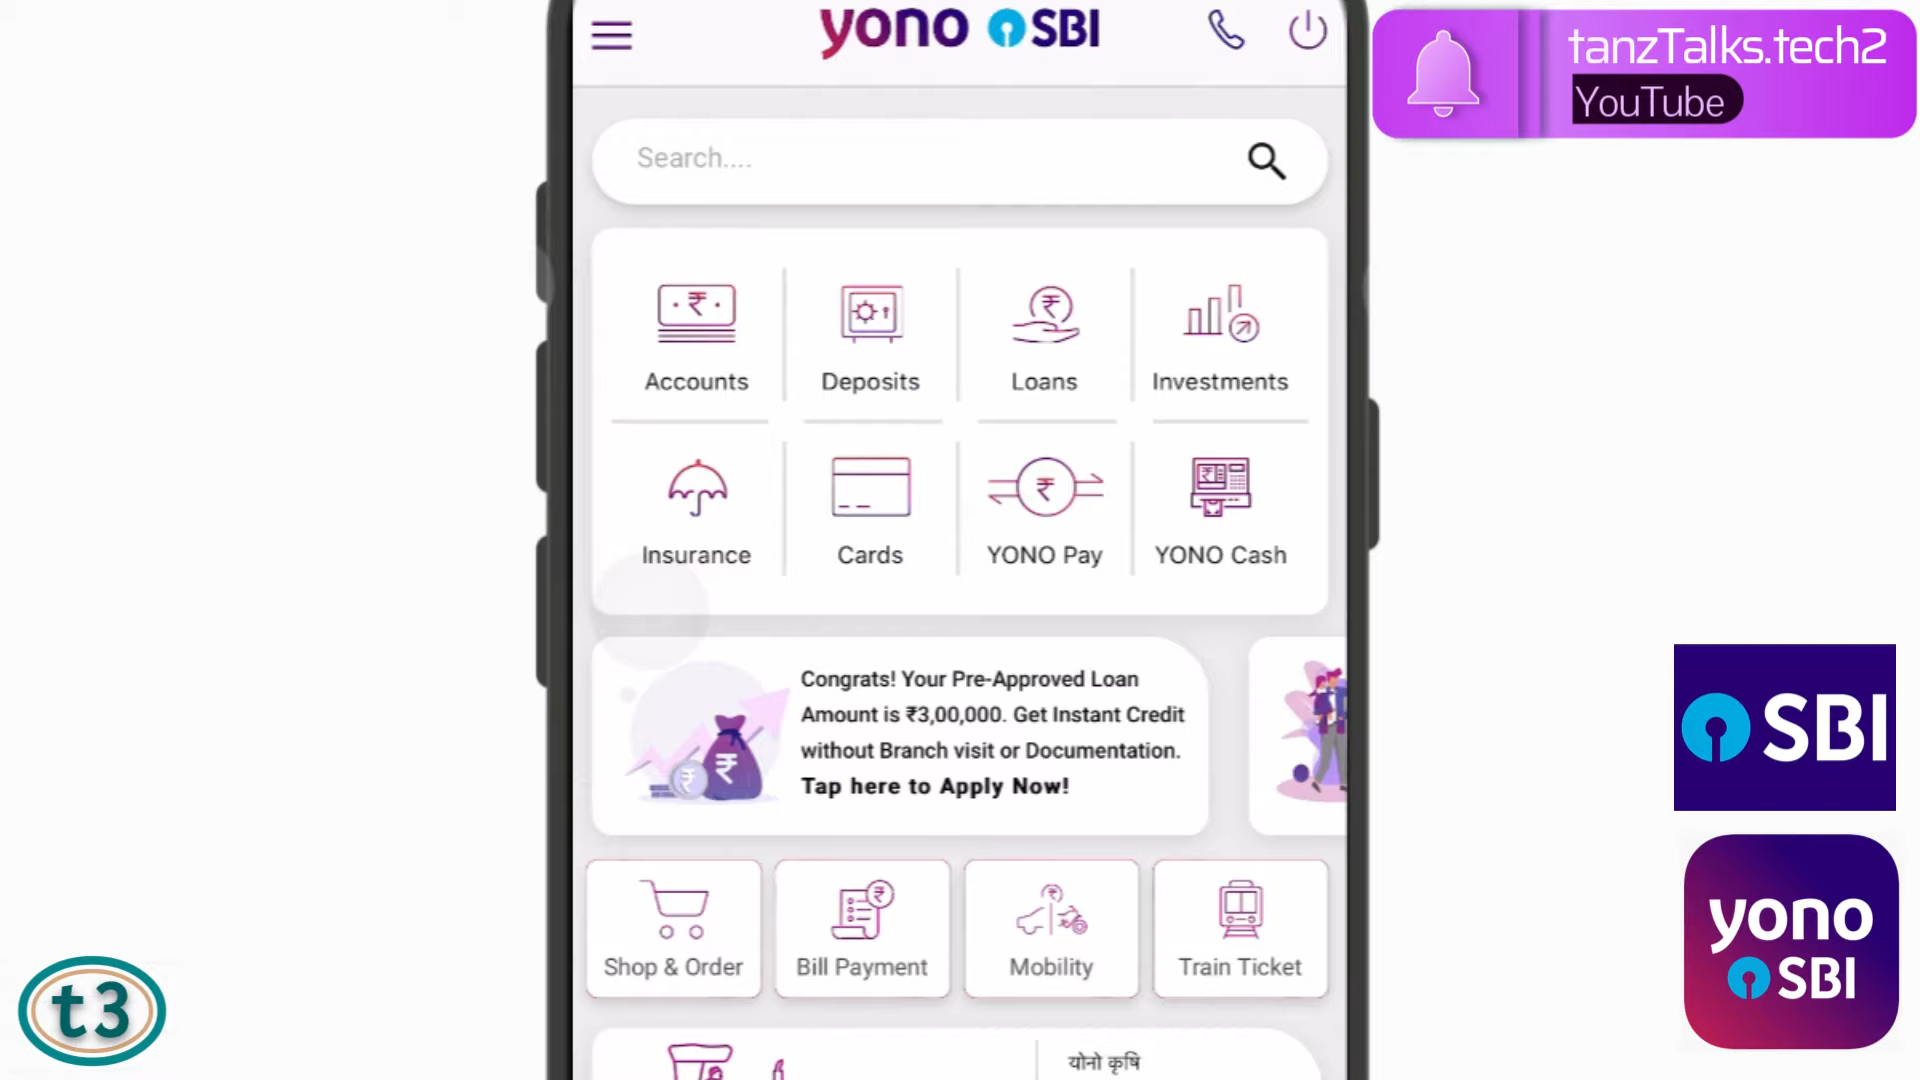 yono SBI
tanzTalks.tech2
YouTube
Search....
Accounts
Deposits
Loans
Investments
Insurance
Cards
YONO Pay
YONO Cash
Congrats! Your Pre-Approved Loan
Amount is ₹3,00,000. Get Instant Credit
without Branch visit or Documentation.
Tap here to Apply Now!
SBI
Shop & Order
Bill Payment
Mobility
Train Ticket
yono
SBI
t3
योनो कृषि